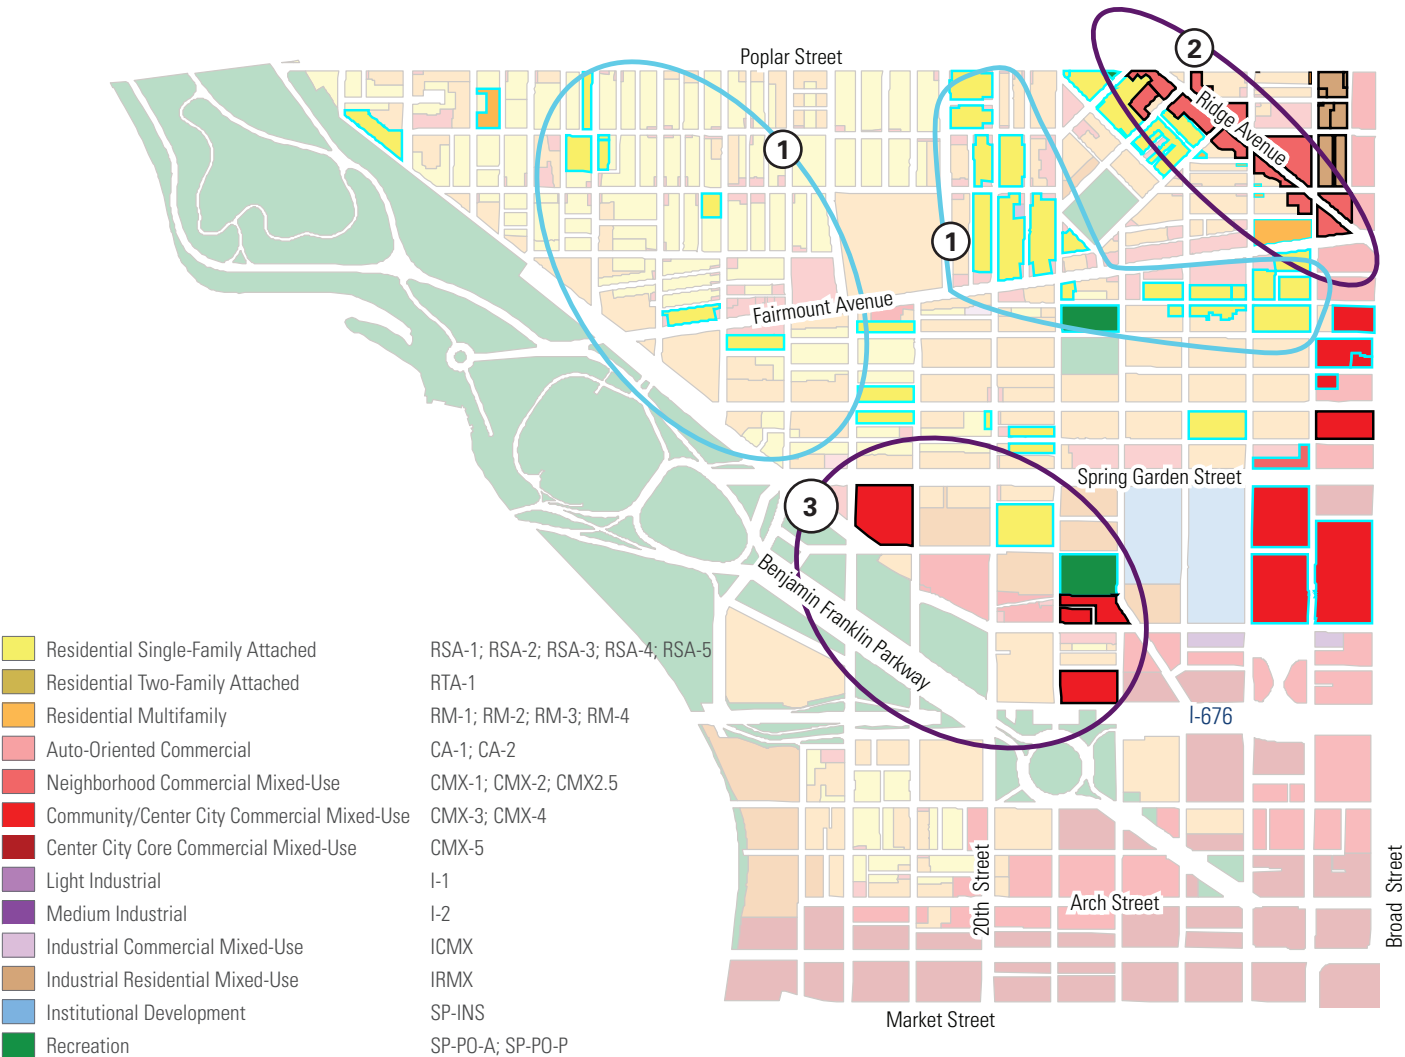 Poplar Street
2
Ridge Avenue
1
1
Fairmount Avenue
Spring Garden Street
3
Benjamin Franklin Parkway
I-676
20th Street
Arch Street
Broad Street
Market Street
Residential Single-Family Attached RSA-1; RSA-2; RSA-3; RSA-4; RSA-5
Residential Two-Family Attached RTA-1
Residential Multifamily RM-1; RM-2; RM-3; RM-4
Auto-Oriented Commercial CA-1; CA-2
Neighborhood Commercial Mixed-Use CMX-1; CMX-2; CMX2.5
Community/Center City Commercial Mixed-Use CMX-3; CMX-4
Center City Core Commercial Mixed-Use CMX-5
Light Industrial I-1
Medium Industrial I-2
Industrial Commercial Mixed-Use ICMX
Industrial Residential Mixed-Use IRMX
Institutional Development SP-INS
Recreation SP-PO-A; SP-PO-P